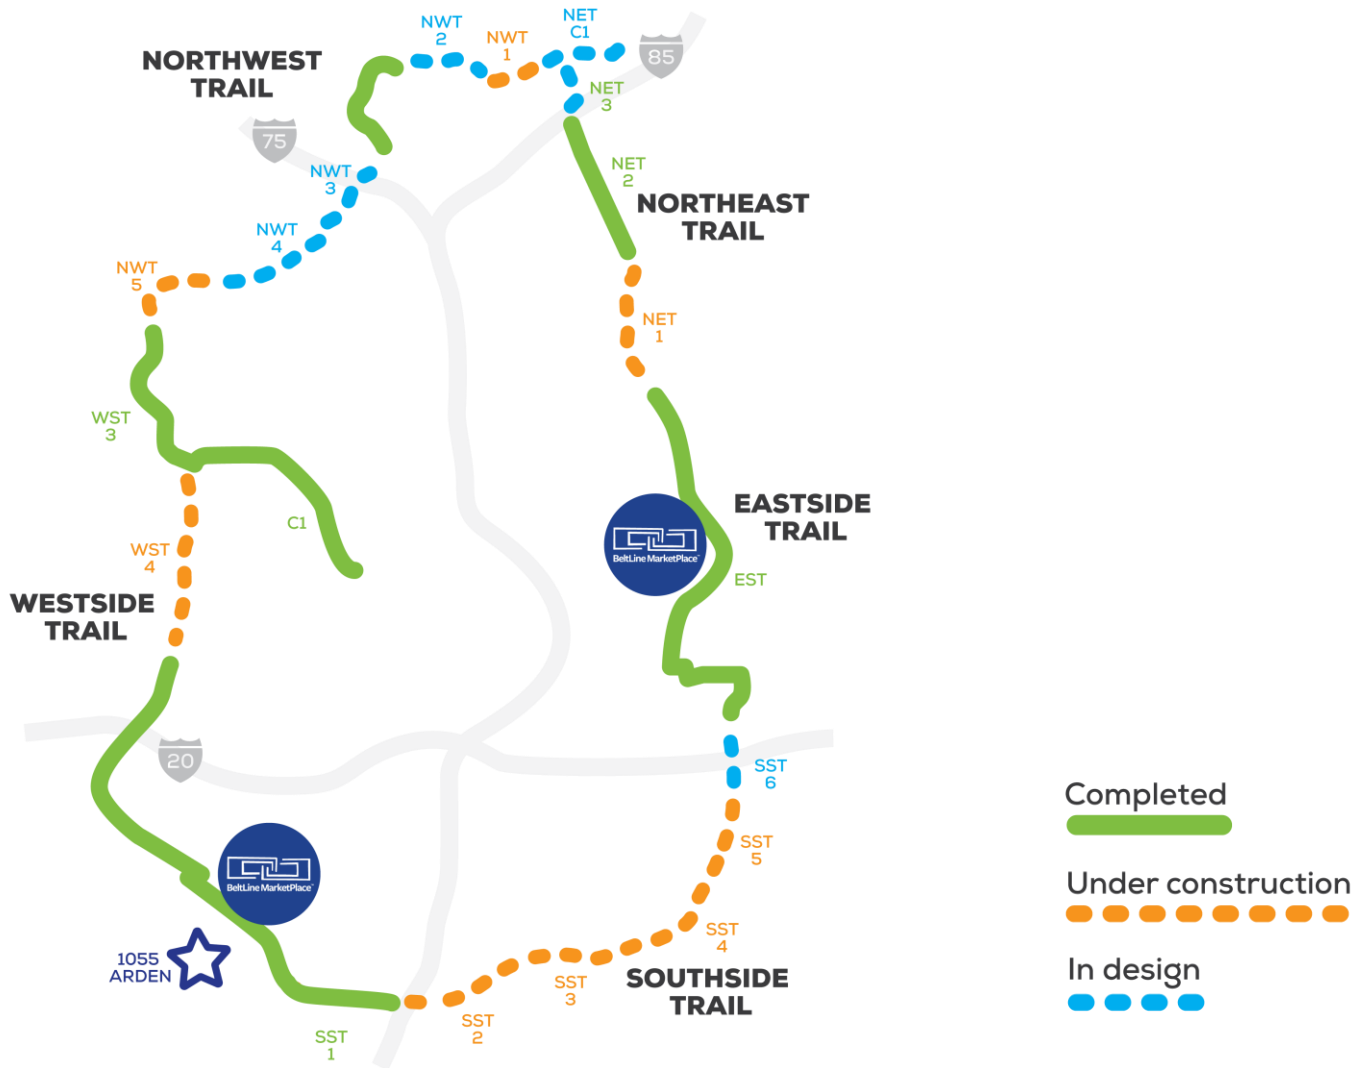 NWT
2
NET
C1
NWT
1
85
NORTHWEST
TRAIL
NET
3
75
NWT
3
NET
2
NORTHEAST
TRAIL
NWT
4
NWT
5
NET
1
WST
3
EASTSIDE
TRAIL
C1
BeltLine MarketPlace™
WST
4
EST
WESTSIDE
TRAIL
20
SST
6
Completed
SST
5
BeltLine MarketPlace™
Under construction
SST
4
1055
ARDEN
In design
SST
3
SOUTHSIDE
TRAIL
SST
2
SST
1